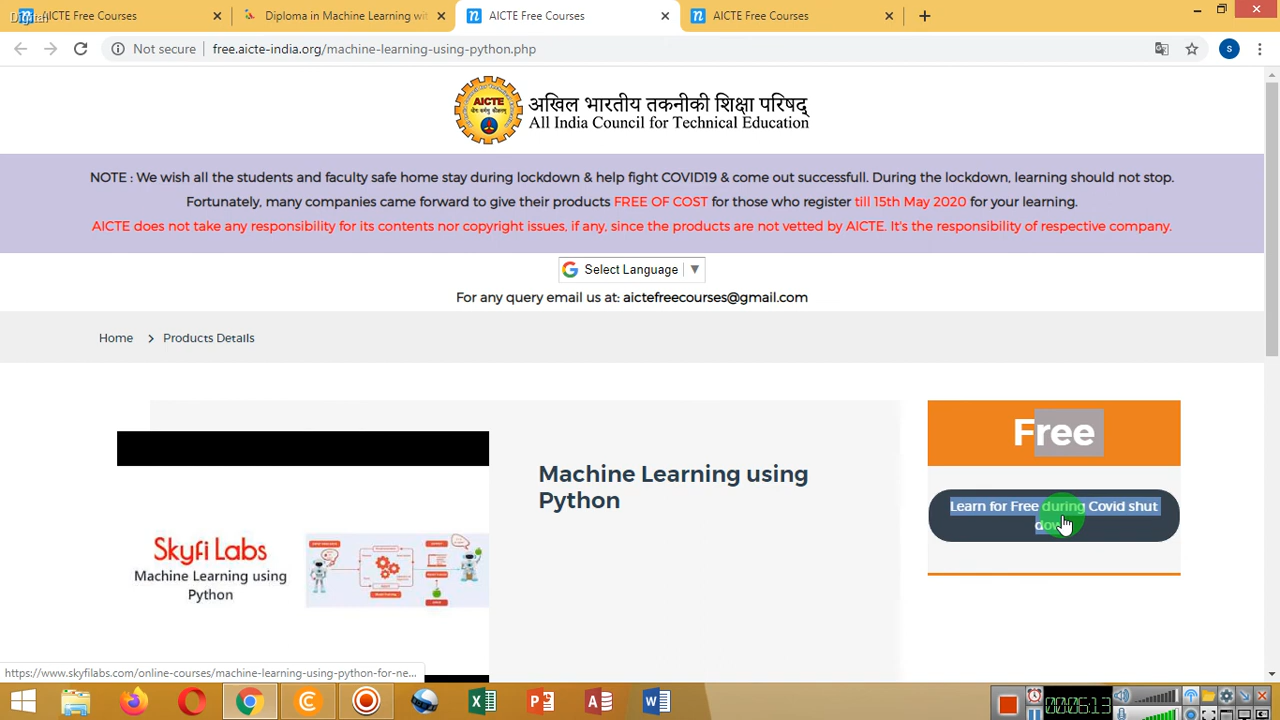 Digital
AICTE Free Courses
Diploma in Machine Learning with
AICTE Free Courses
AICTE Free Courses
Not secure
free.aicte-india.org/machine-learning-using-python.php
s
AICTE
अखिल भारतीय तकनीकी शिक्षा परिषद्
All India Council for Technical Education
NOTE : We wish all the students and faculty safe home stay during lockdown & help fight COVID19 & come out successful. During the lockdown, learning should not stop.
Fortunately, many companies came forward to give their products FREE OF COST for those who register till 15th May 2020 for your learning.
AICTE does not take any responsibility for its contents nor copyright issues, if any, since the products are not vetted by AICTE. It's the responsibility of respective company.
Select Language
For any query email us at: aictefreecourses@gmail.com
Home > Products Details
Free
Machine Learning using
Python
Learn for Free during Covid shut
down
Skyfi Labs
Machine Learning using
Python
https://www.skyfilabs.com/online-courses/machine-learning-using-python-for-ne...
00:06:13